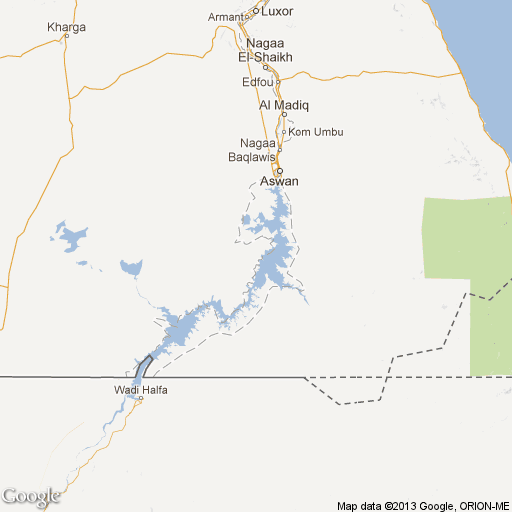 Luxor
Armant
Kharga
Nagaa
El-Shaikh
Edfou
Al Madiq
Kom Umbu
Nagaa
Baqlawis
Aswan
Wadi Halfa
Google
Map data ©2013 Google, ORION-ME